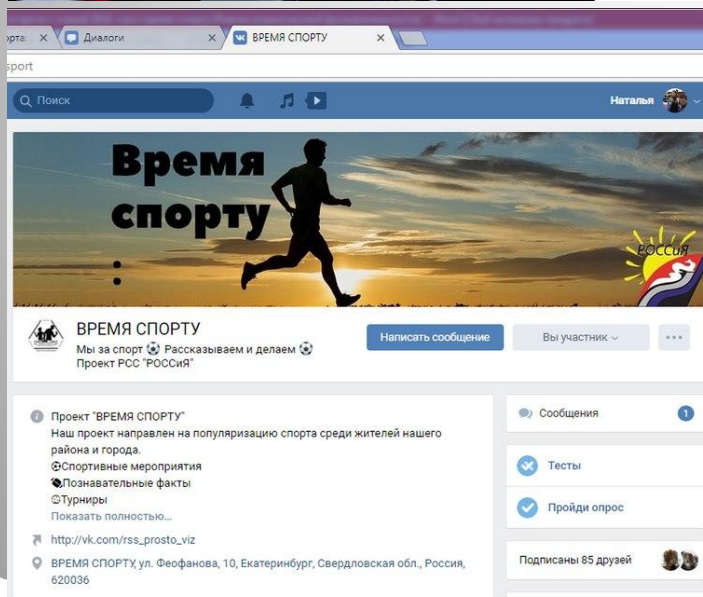 Диалоги
ВРЕМЯ СПОРТУ
sport
Поиск
Наталья
Время
спорту
:
РОССиЯ
ВРЕМЯ СПОРТУ
Мы за спорт ⚽ Рассказываем и делаем ⚽
Проект РСС "РОССиЯ"
Написать сообщение
Вы участник
Проект "ВРЕМЯ СПОРТУ"
Наш проект направлен на популяризацию спорта среди жителей нашего
района и города.
Спортивные мероприятия
Познавательные факты
Турниры
Показать полностью...
http://vk.com/rss_prosto_viz
ВРЕМЯ СПОРТУ, ул. Феофанова, 10, Екатеринбург, Свердловская обл., Россия,
620036
Сообщения 1
Тесты
Пройди опрос
Подписаны 85 друзей